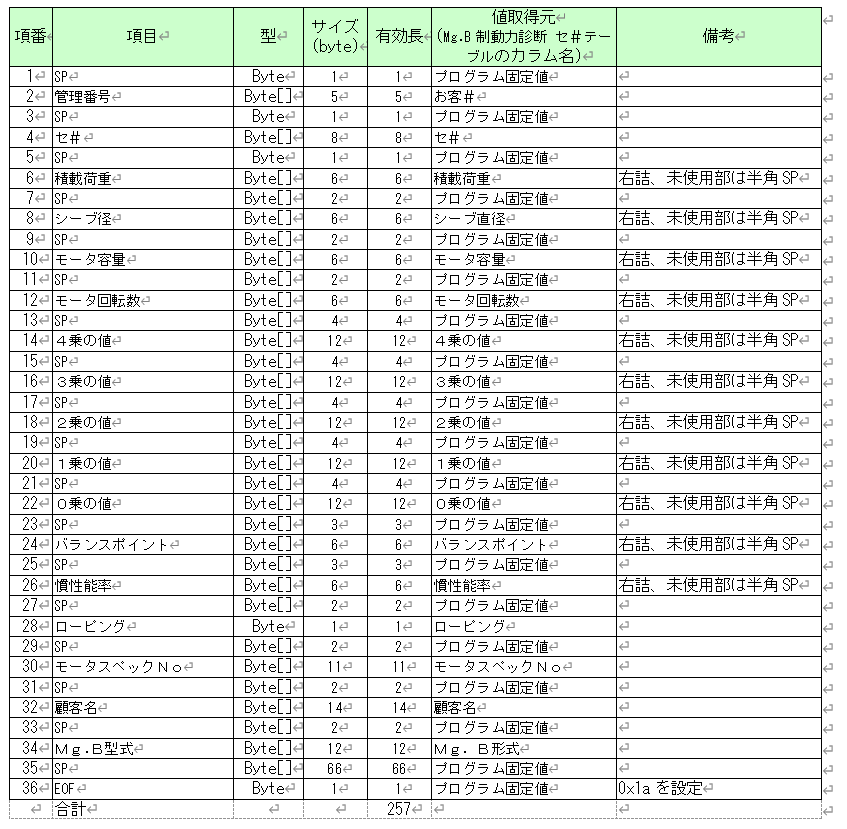 項番 項目 型 サイズ (byte) 有効長 値取得元 (Mg.B 制動力診断 セ＃テーブルのカラム名) 備考
1 SP Byte 1 1 プログラム固定値
2 管理番号 Byte[] 5 5 お客＃
3 SP Byte 1 1 プログラム固定値
4 セ＃ Byte[] 8 8 セ＃
5 SP Byte 1 1 プログラム固定値
6 積載荷重 Byte[] 6 6 積載荷重 右詰、未使用部は半角SP
7 SP Byte[] 2 2 プログラム固定値
8 シーブ径 Byte[] 6 6 シーブ直径 右詰、未使用部は半角SP
9 SP Byte[] 2 2 プログラム固定値
10 モータ容量 Byte[] 6 6 モータ容量 右詰、未使用部は半角SP
11 SP Byte[] 2 2 プログラム固定値
12 モータ回転数 Byte[] 6 6 モータ回転数 右詰、未使用部は半角SP
13 SP Byte[] 4 4 プログラム固定値
14 ４乗の値 Byte[] 12 12 ４乗の値 右詰、未使用部は半角SP
15 SP Byte[] 4 4 プログラム固定値
16 ３乗の値 Byte[] 12 12 ３乗の値 右詰、未使用部は半角SP
17 SP Byte[] 4 4 プログラム固定値
18 ２乗の値 Byte[] 12 12 ２乗の値 右詰、未使用部は半角SP
19 SP Byte[] 4 4 プログラム固定値
20 １乗の値 Byte[] 12 12 １乗の値 右詰、未使用部は半角SP
21 SP Byte[] 4 4 プログラム固定値
22 ０乗の値 Byte[] 12 12 ０乗の値 右詰、未使用部は半角SP
23 SP Byte[] 3 3 プログラム固定値
24 バランスポイント Byte[] 6 6 バランスポイント 右詰、未使用部は半角SP
25 SP Byte[] 3 3 プログラム固定値
26 慣性能率 Byte[] 6 6 慣性能率 右詰、未使用部は半角SP
27 SP Byte[] 2 2 プログラム固定値
28 ローピング Byte 1 1 ローピング
29 SP Byte[] 2 2 プログラム固定値
30 モータスペックＮｏ Byte[] 11 11 モータスペックＮｏ
31 SP Byte[] 2 2 プログラム固定値
32 顧客名 Byte[] 14 14 顧客名
33 SP Byte[] 2 2 プログラム固定値
34 Ｍｇ.Ｂ型式 Byte[] 12 12 Ｍｇ．Ｂ形式
35 SP Byte[] 66 66 プログラム固定値
36 EOF Byte 1 1 プログラム固定値 0x1aを設定
合計 257